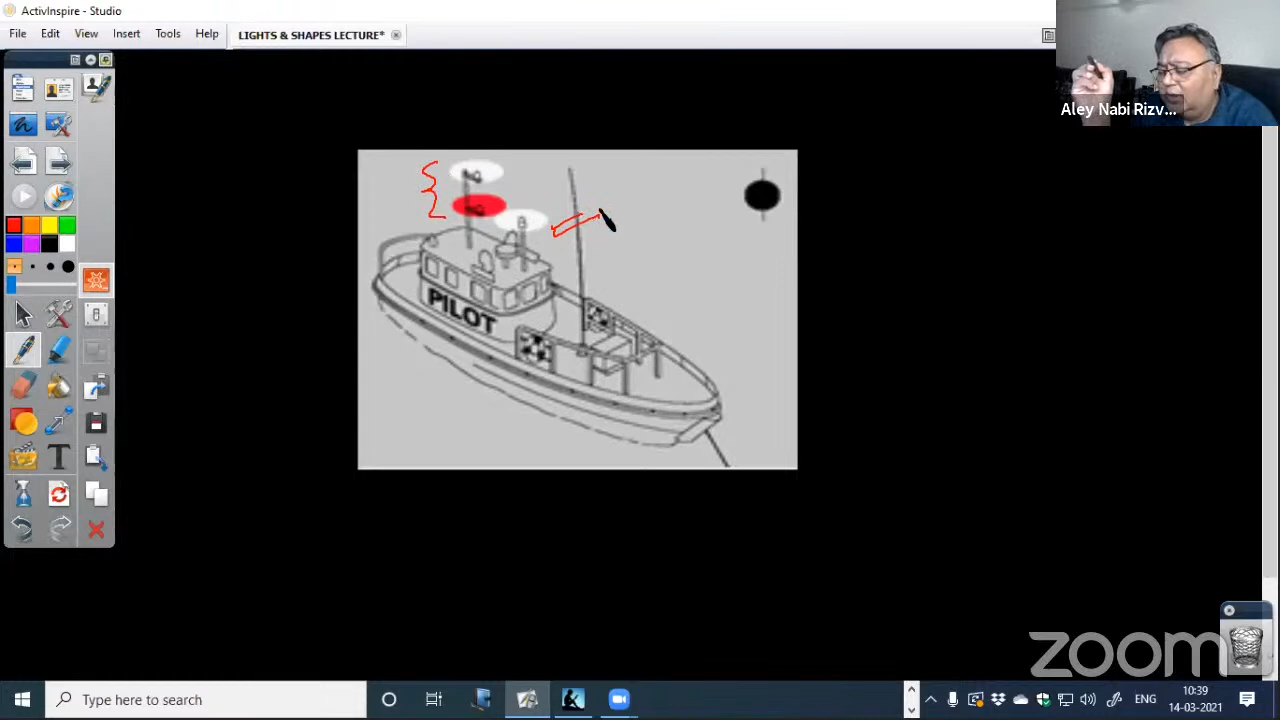 ActivInspire - Studio
File Edit View Insert Tools Help LIGHTS & SHAPES LECTURE*
Aley Nabi Rizv...
PILOT
zoom
Type here to search
ENG
10:39
14-03-2021